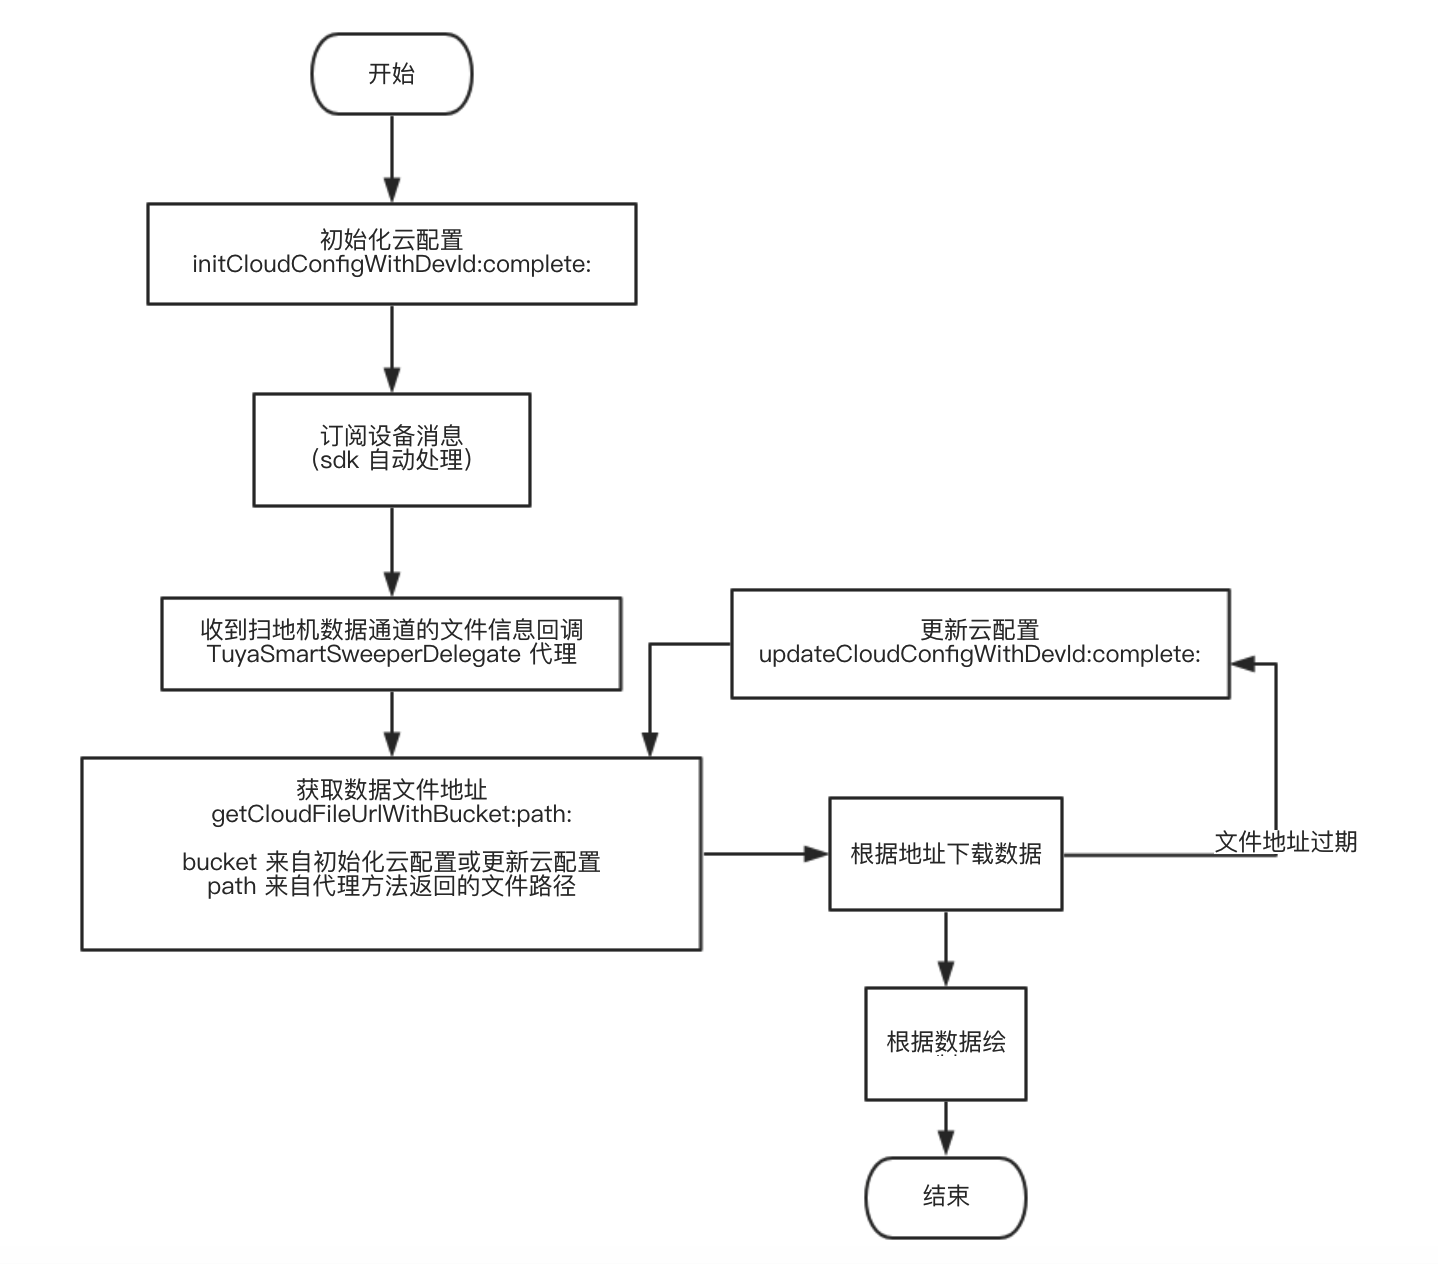 开始
初始化云配置
initCloudConfigWithDevId:complete:
订阅设备消息
(sdk 自动处理)
收到扫地机数据通道的文件信息回调
TuyaSmartSweeperDelegate 代理
更新云配置
updateCloudConfigWithDevId:complete:
获取数据文件地址
getCloudFileUrlWithBucket:path:
bucket 来自初始化云配置或更新云配置
path 来自代理方法返回的文件路径
根据地址下载数据
文件地址过期
根据数据绘
结束